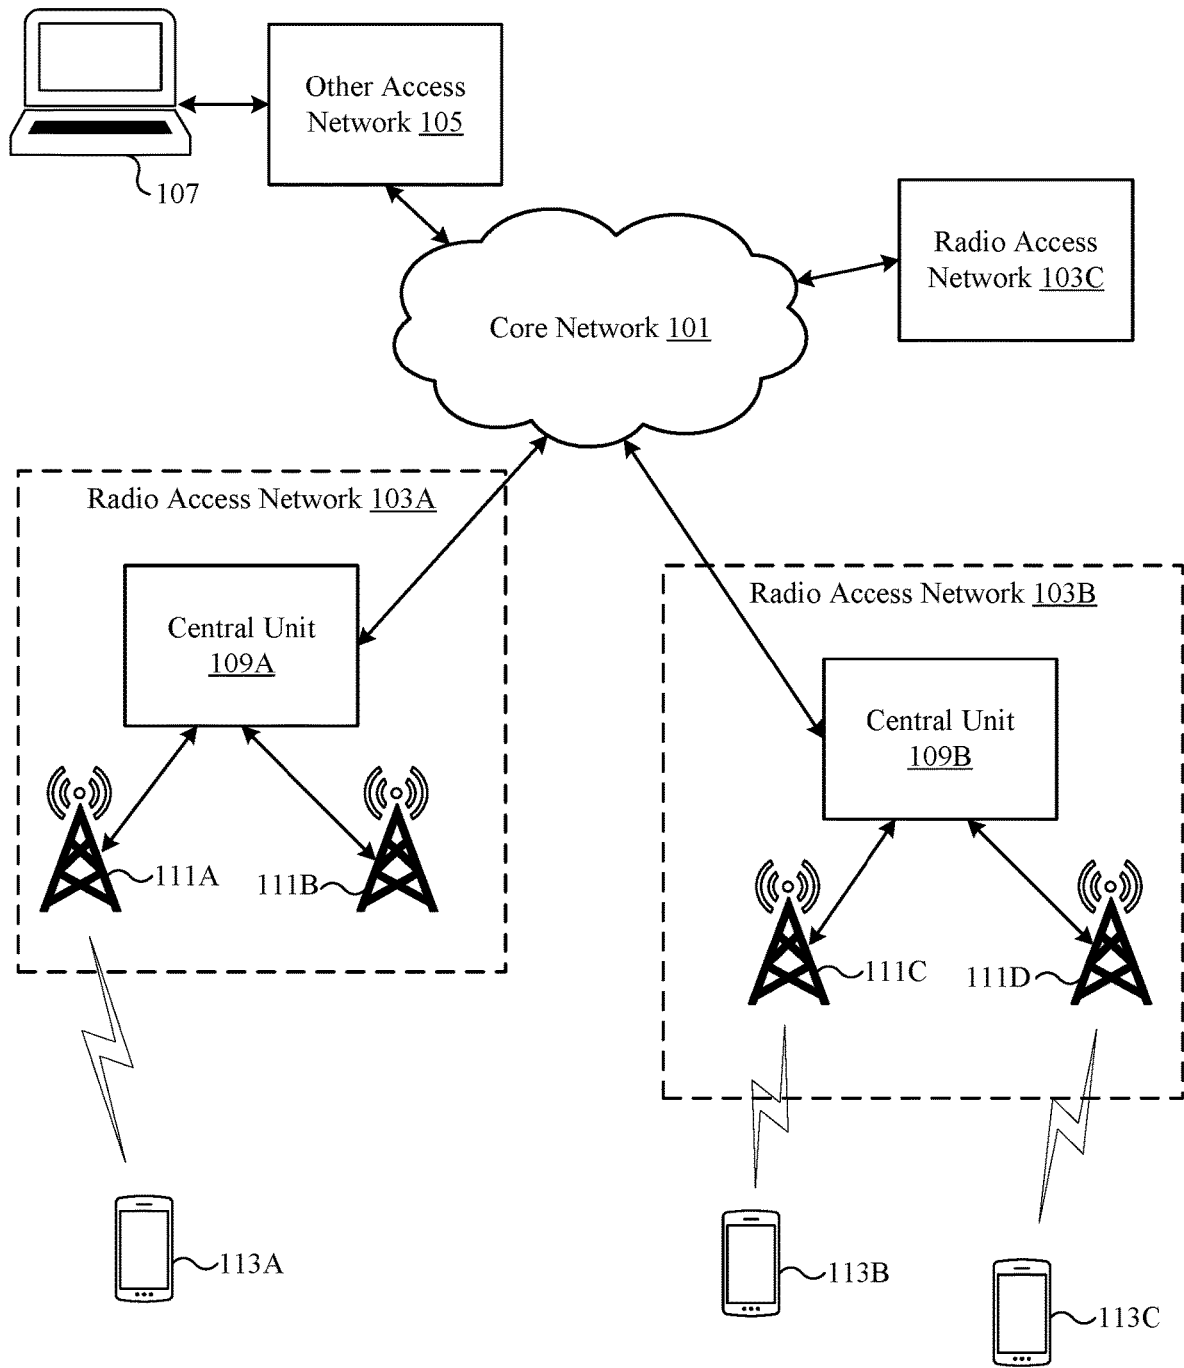 Other Access
Network 105
107
Radio Access
Network 103C
Core Network 101
Radio Access Network 103A
Central Unit
109A
111A
111B
Radio Access Network 103B
Central Unit
109B
111C
111D
113A
113B
113C